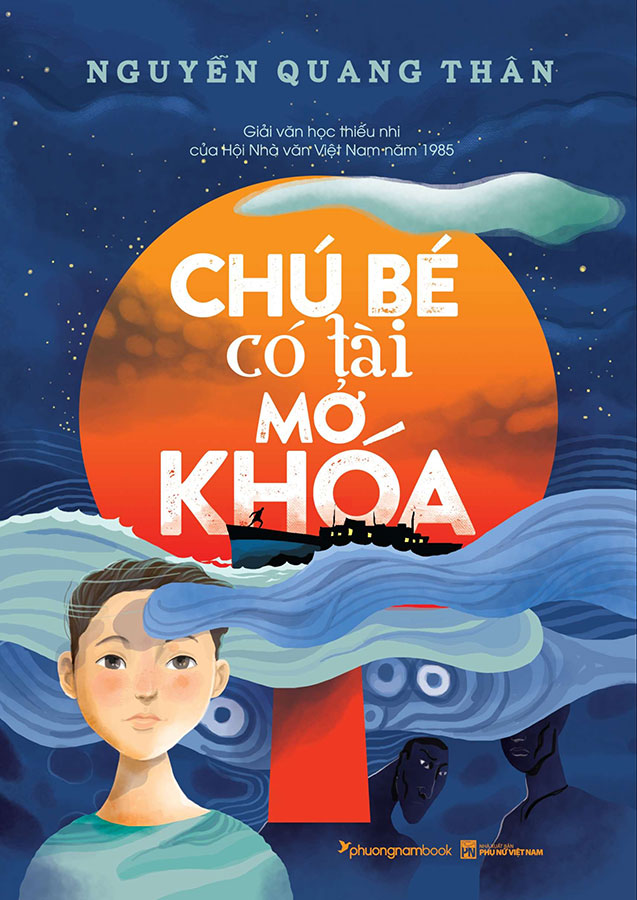 NGUYỄN QUANG THÂN
Giải văn học thiếu nhi
của Hội Nhà văn Việt Nam năm 1985
CHÚ BÉ
có tài
MỞ
KHÓA
phuongnambook
PN
NHÀ XUẤT BẢN
PHỤ NỮ VIỆT NAM